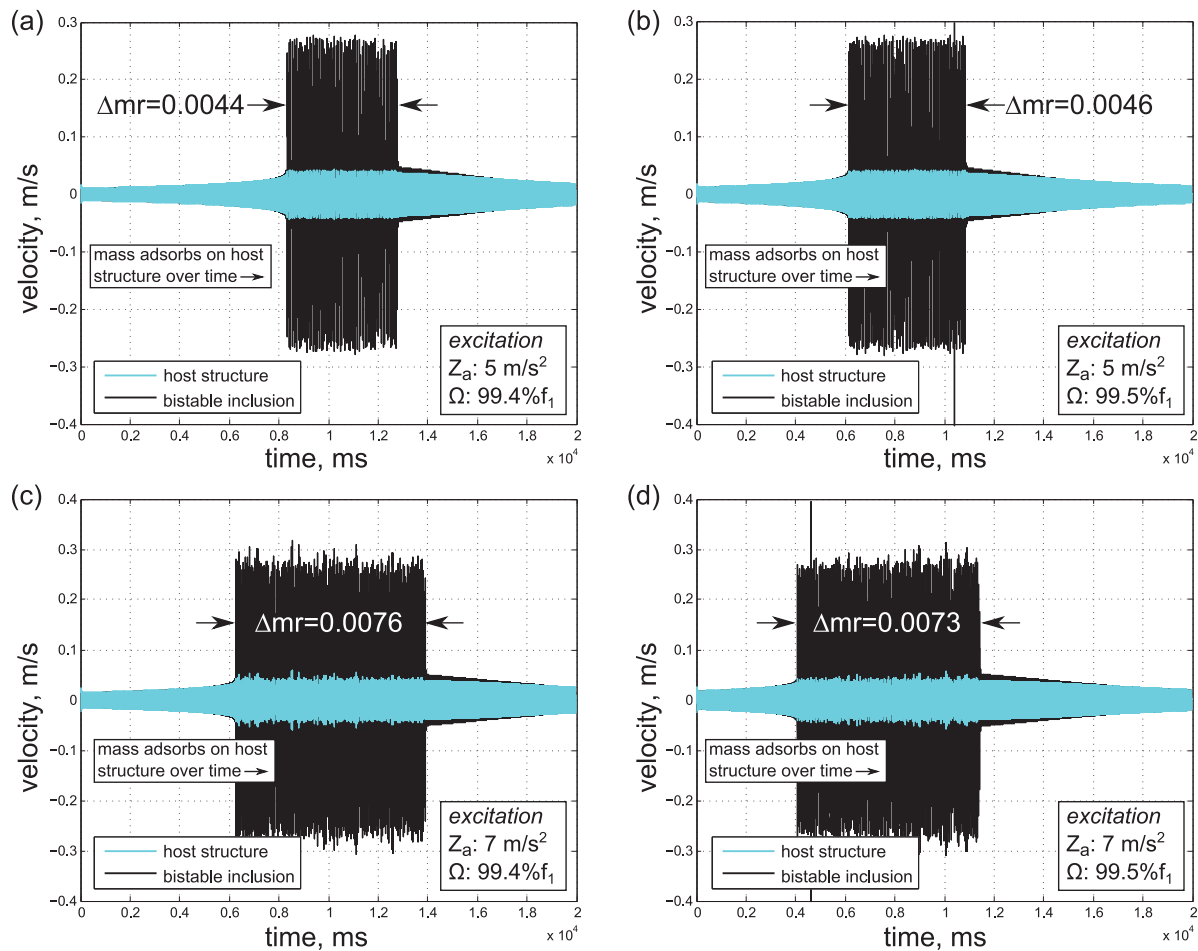 (a)
0.3
0.2
0.1
0
−0.1
−0.2
−0.3
−0.4
velocity, m/s
Δmr=0.0044
mass adsorbs on host
structure over time→
host structure
bistable inclusion
excitation
Zₐ: 5 m/s²
Ω: 99.4%f₁
0 0.2 0.4 0.6 0.8 1 1.2 1.4 1.6 1.8 2
time, ms
x 10⁴
(b)
0.3
0.2
0.1
0
−0.1
−0.2
−0.3
−0.4
velocity, m/s
Δmr=0.0046
mass adsorbs on host
structure over time→
host structure
bistable inclusion
excitation
Zₐ: 5 m/s²
Ω: 99.5%f₁
0 0.2 0.4 0.6 0.8 1 1.2 1.4 1.6 1.8 2
time, ms
x 10⁴
(c)
0.4
0.3
0.2
0.1
0
−0.1
−0.2
−0.3
−0.4
velocity, m/s
Δmr=0.0076
mass adsorbs on host
structure over time→
host structure
bistable inclusion
excitation
Zₐ: 7 m/s²
Ω: 99.4%f₁
0 0.2 0.4 0.6 0.8 1 1.2 1.4 1.6 1.8 2
time, ms
x 10⁴
(d)
0.4
0.3
0.2
0.1
0
−0.1
−0.2
−0.3
−0.4
velocity, m/s
Δmr=0.0073
mass adsorbs on host
structure over time→
host structure
bistable inclusion
excitation
Zₐ: 7 m/s²
Ω: 99.5%f₁
0 0.2 0.4 0.6 0.8 1 1.2 1.4 1.6 1.8 2
time, ms
x 10⁴